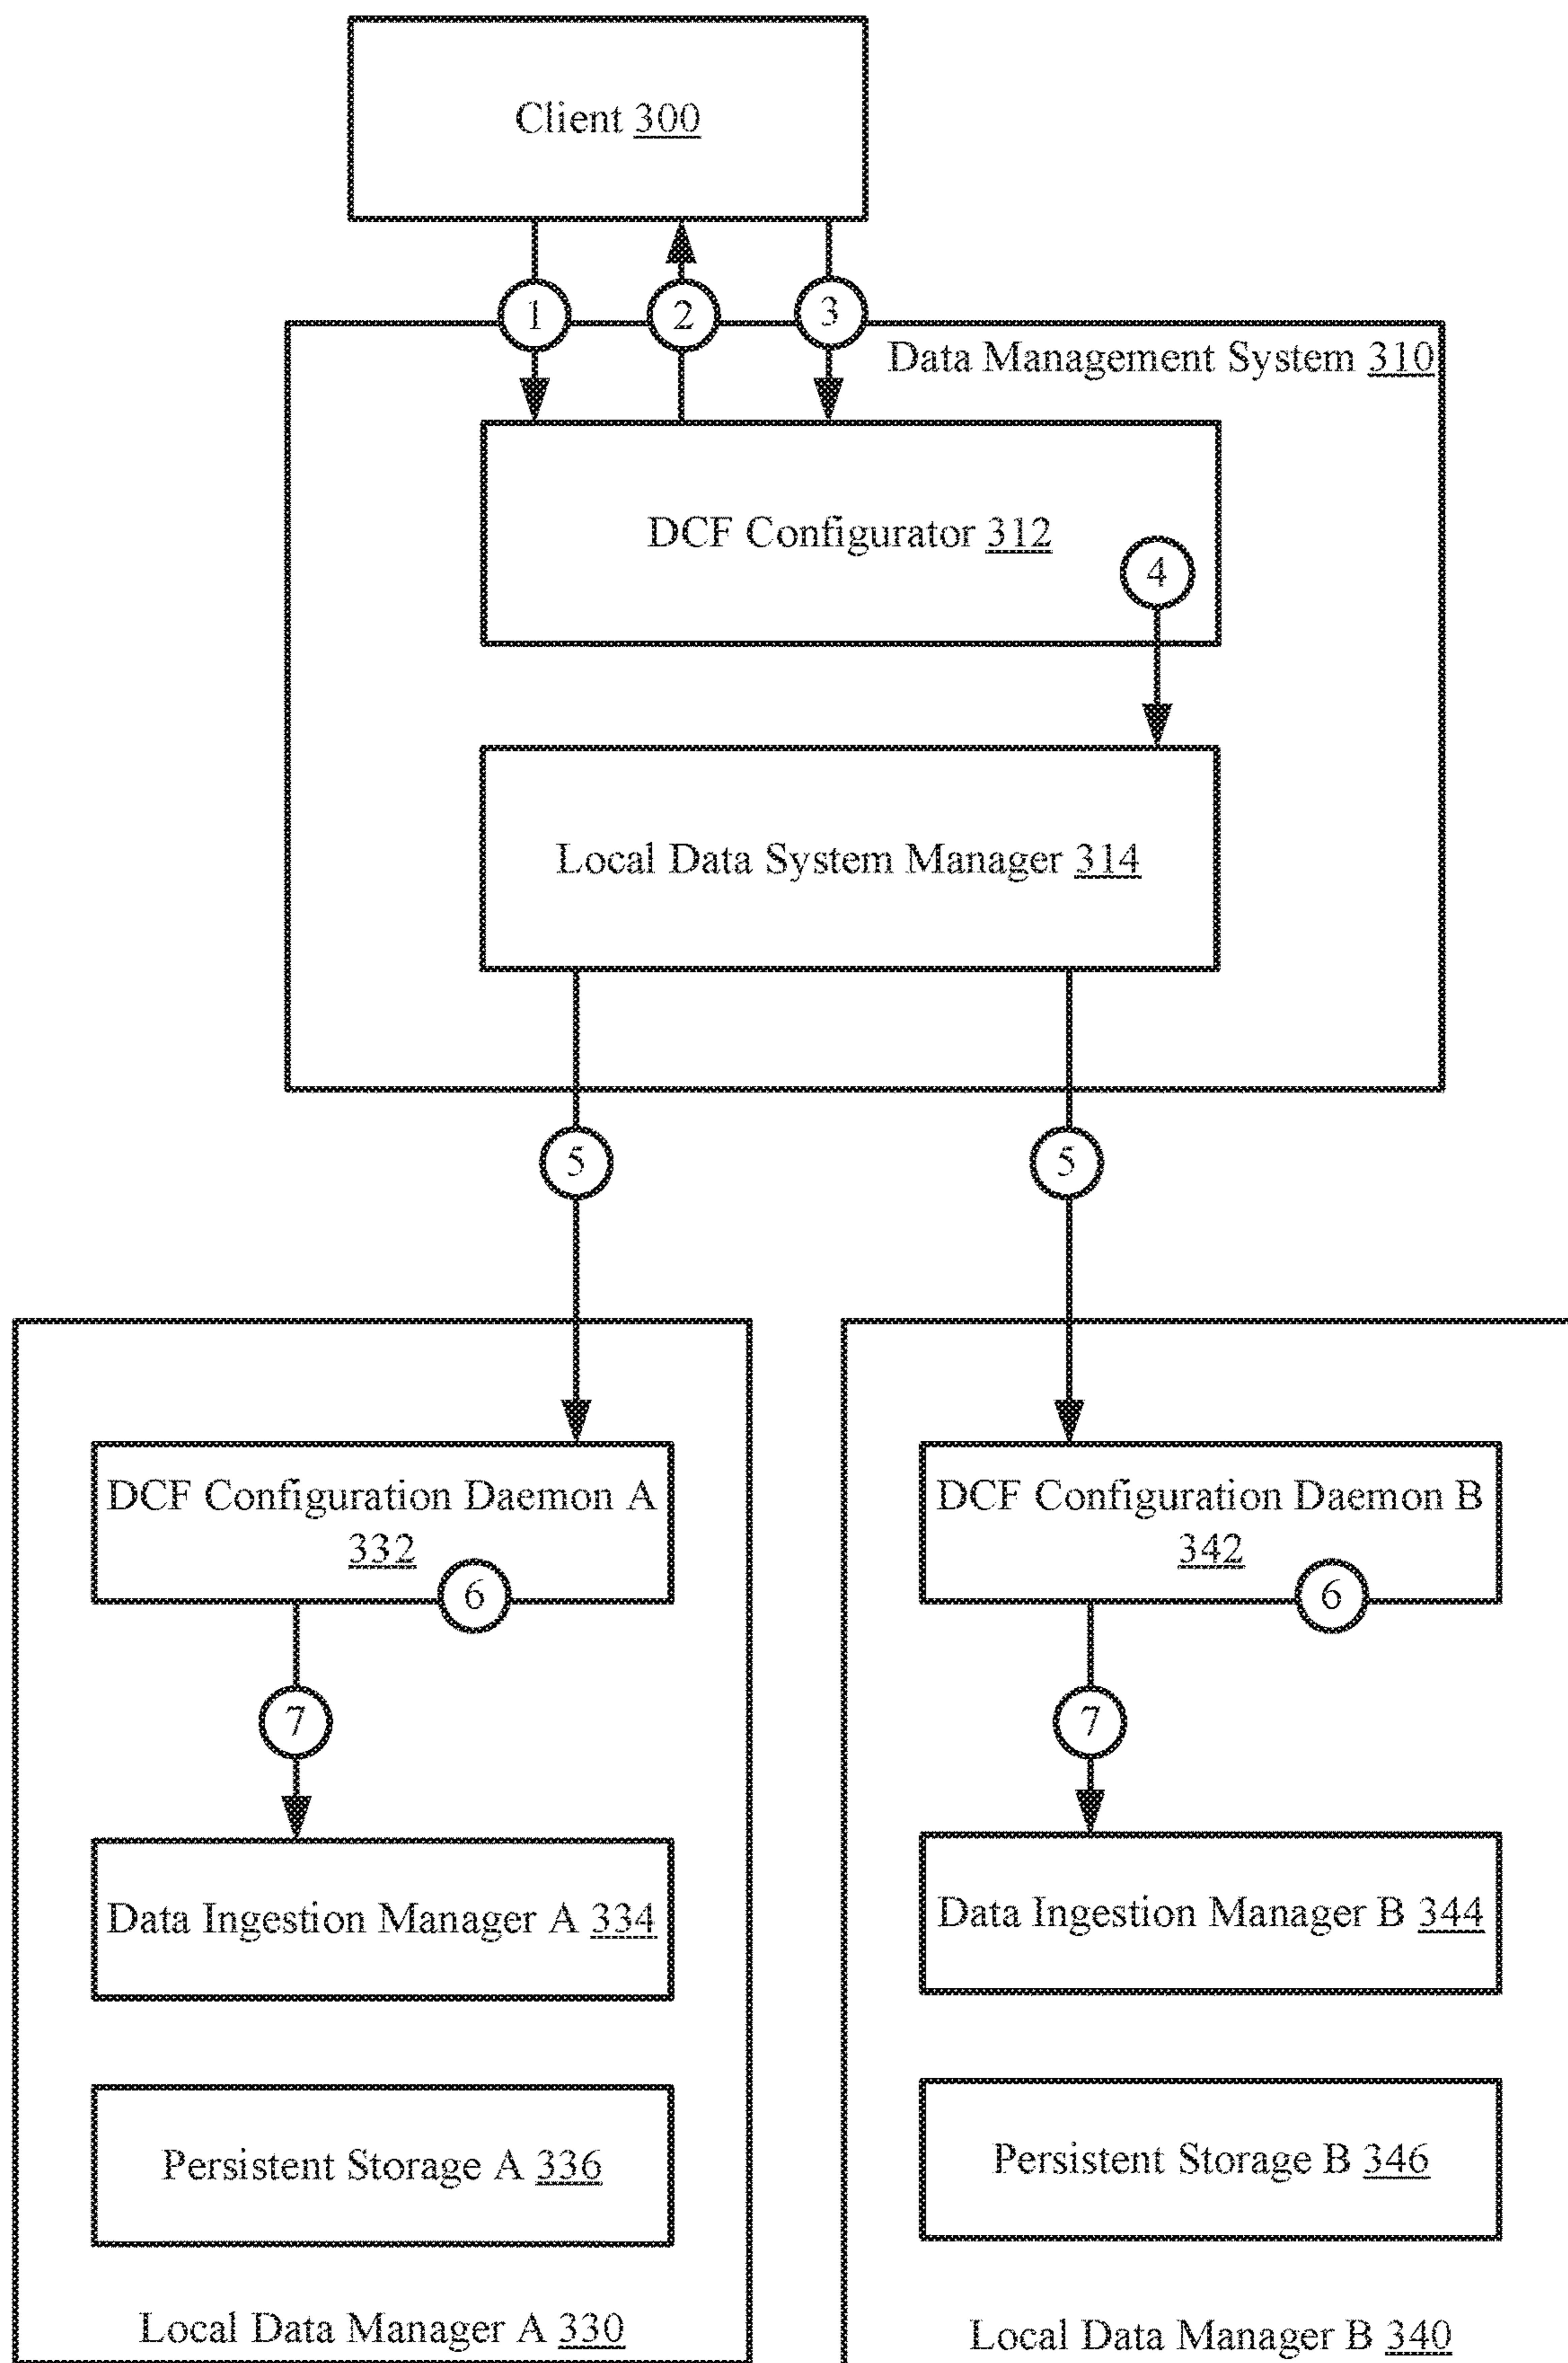 Client 300
1
2
3
Data Management System 310
DCF Configurator 312
4
Local Data System Manager 314
5
5
DCF Configuration Daemon A
332
6
7
Data Ingestion Manager A 334
Persistent Storage A 336
Local Data Manager A 330
DCF Configuration Daemon B
342
6
7
Data Ingestion Manager B 344
Persistent Storage B 346
Local Data Manager B 340